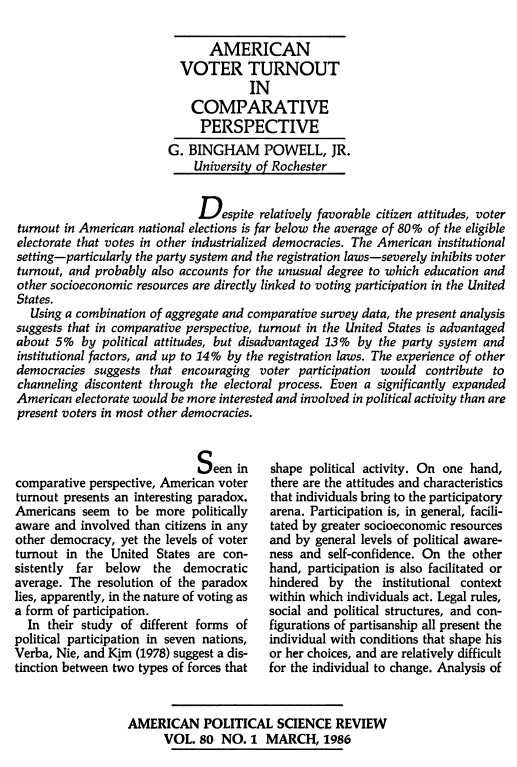 AMERICAN
VOTER TURNOUT
IN
COMPARATIVE
PERSPECTIVE
G. BINGHAM POWELL, JR.
University of Rochester
Despite relatively favorable citizen attitudes, voter
turnout in American national elections is far below the average of 80% of the eligible
electorate that votes in other industrialized democracies. The American institutional
setting—particularly the party system and the registration laws—severely inhibits voter
turnout, and probably also accounts for the unusual degree to which education and
other socioeconomic resources are directly linked to voting participation in the United
States.
Using a combination of aggregate and comparative survey data, the present analysis
suggests that in comparative perspective, turnout in the United States is advantaged
about 5% by political attitudes, but disadvantaged 13% by the party system and
institutional factors, and up to 14% by the registration laws. The experience of other
democracies suggests that encouraging voter participation would contribute to
channeling discontent through the electoral process. Even a significantly expanded
American electorate would be more interested and involved in political activity than are
present voters in most other democracies.
Seen in
comparative perspective, American voter
turnout presents an interesting paradox.
Americans seem to be more politically
aware and involved than citizens in any
other democracy, yet the levels of voter
turnout in the United States are con-
sistently far below the democratic
average. The resolution of the paradox
lies, apparently, in the nature of voting as
a form of participation.
In their study of different forms of
political participation in seven nations,
Verba, Nie, and Kim (1978) suggest a dis-
tinction between two types of forces that
shape political activity. On one hand,
there are the attitudes and characteristics
that individuals bring to the participatory
arena. Participation is, in general, facili-
tated by greater socioeconomic resources
and by general levels of political aware-
ness and self-confidence. On the other
hand, participation is also facilitated or
hindered by the institutional context
within which individuals act. Legal rules,
social and political structures, and con-
figurations of partisanship all present the
individual with conditions that shape his
or her choices, and are relatively difficult
for the individual to change. Analysis of
AMERICAN POLITICAL SCIENCE REVIEW
VOL. 80 NO. 1 MARCH, 1986